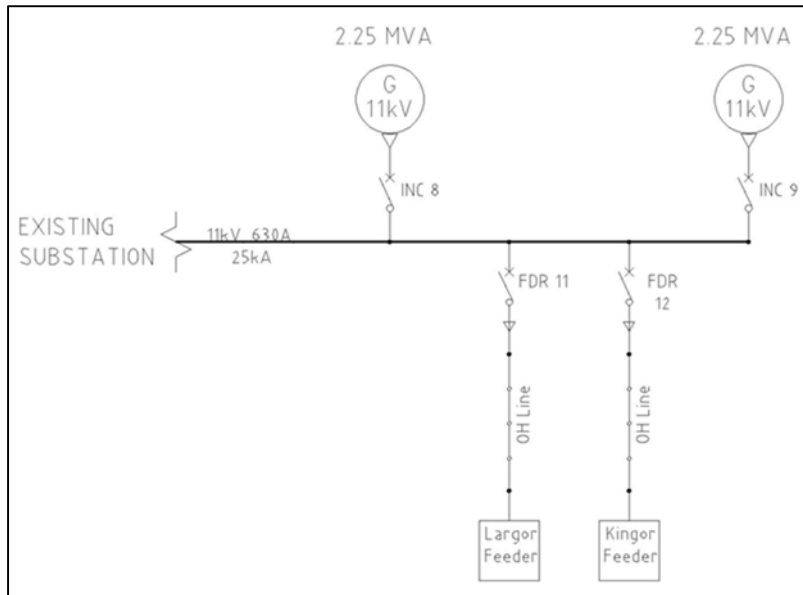 2.25 MVA
2.25 MVA
G
11kV
G
11kV
INC 8
INC 9
EXISTING
SUBSTATION
11kV 630A
25kA
FDR 11
FDR
12
OH Line
OH Line
Largor
Feeder
Kingor
Feeder